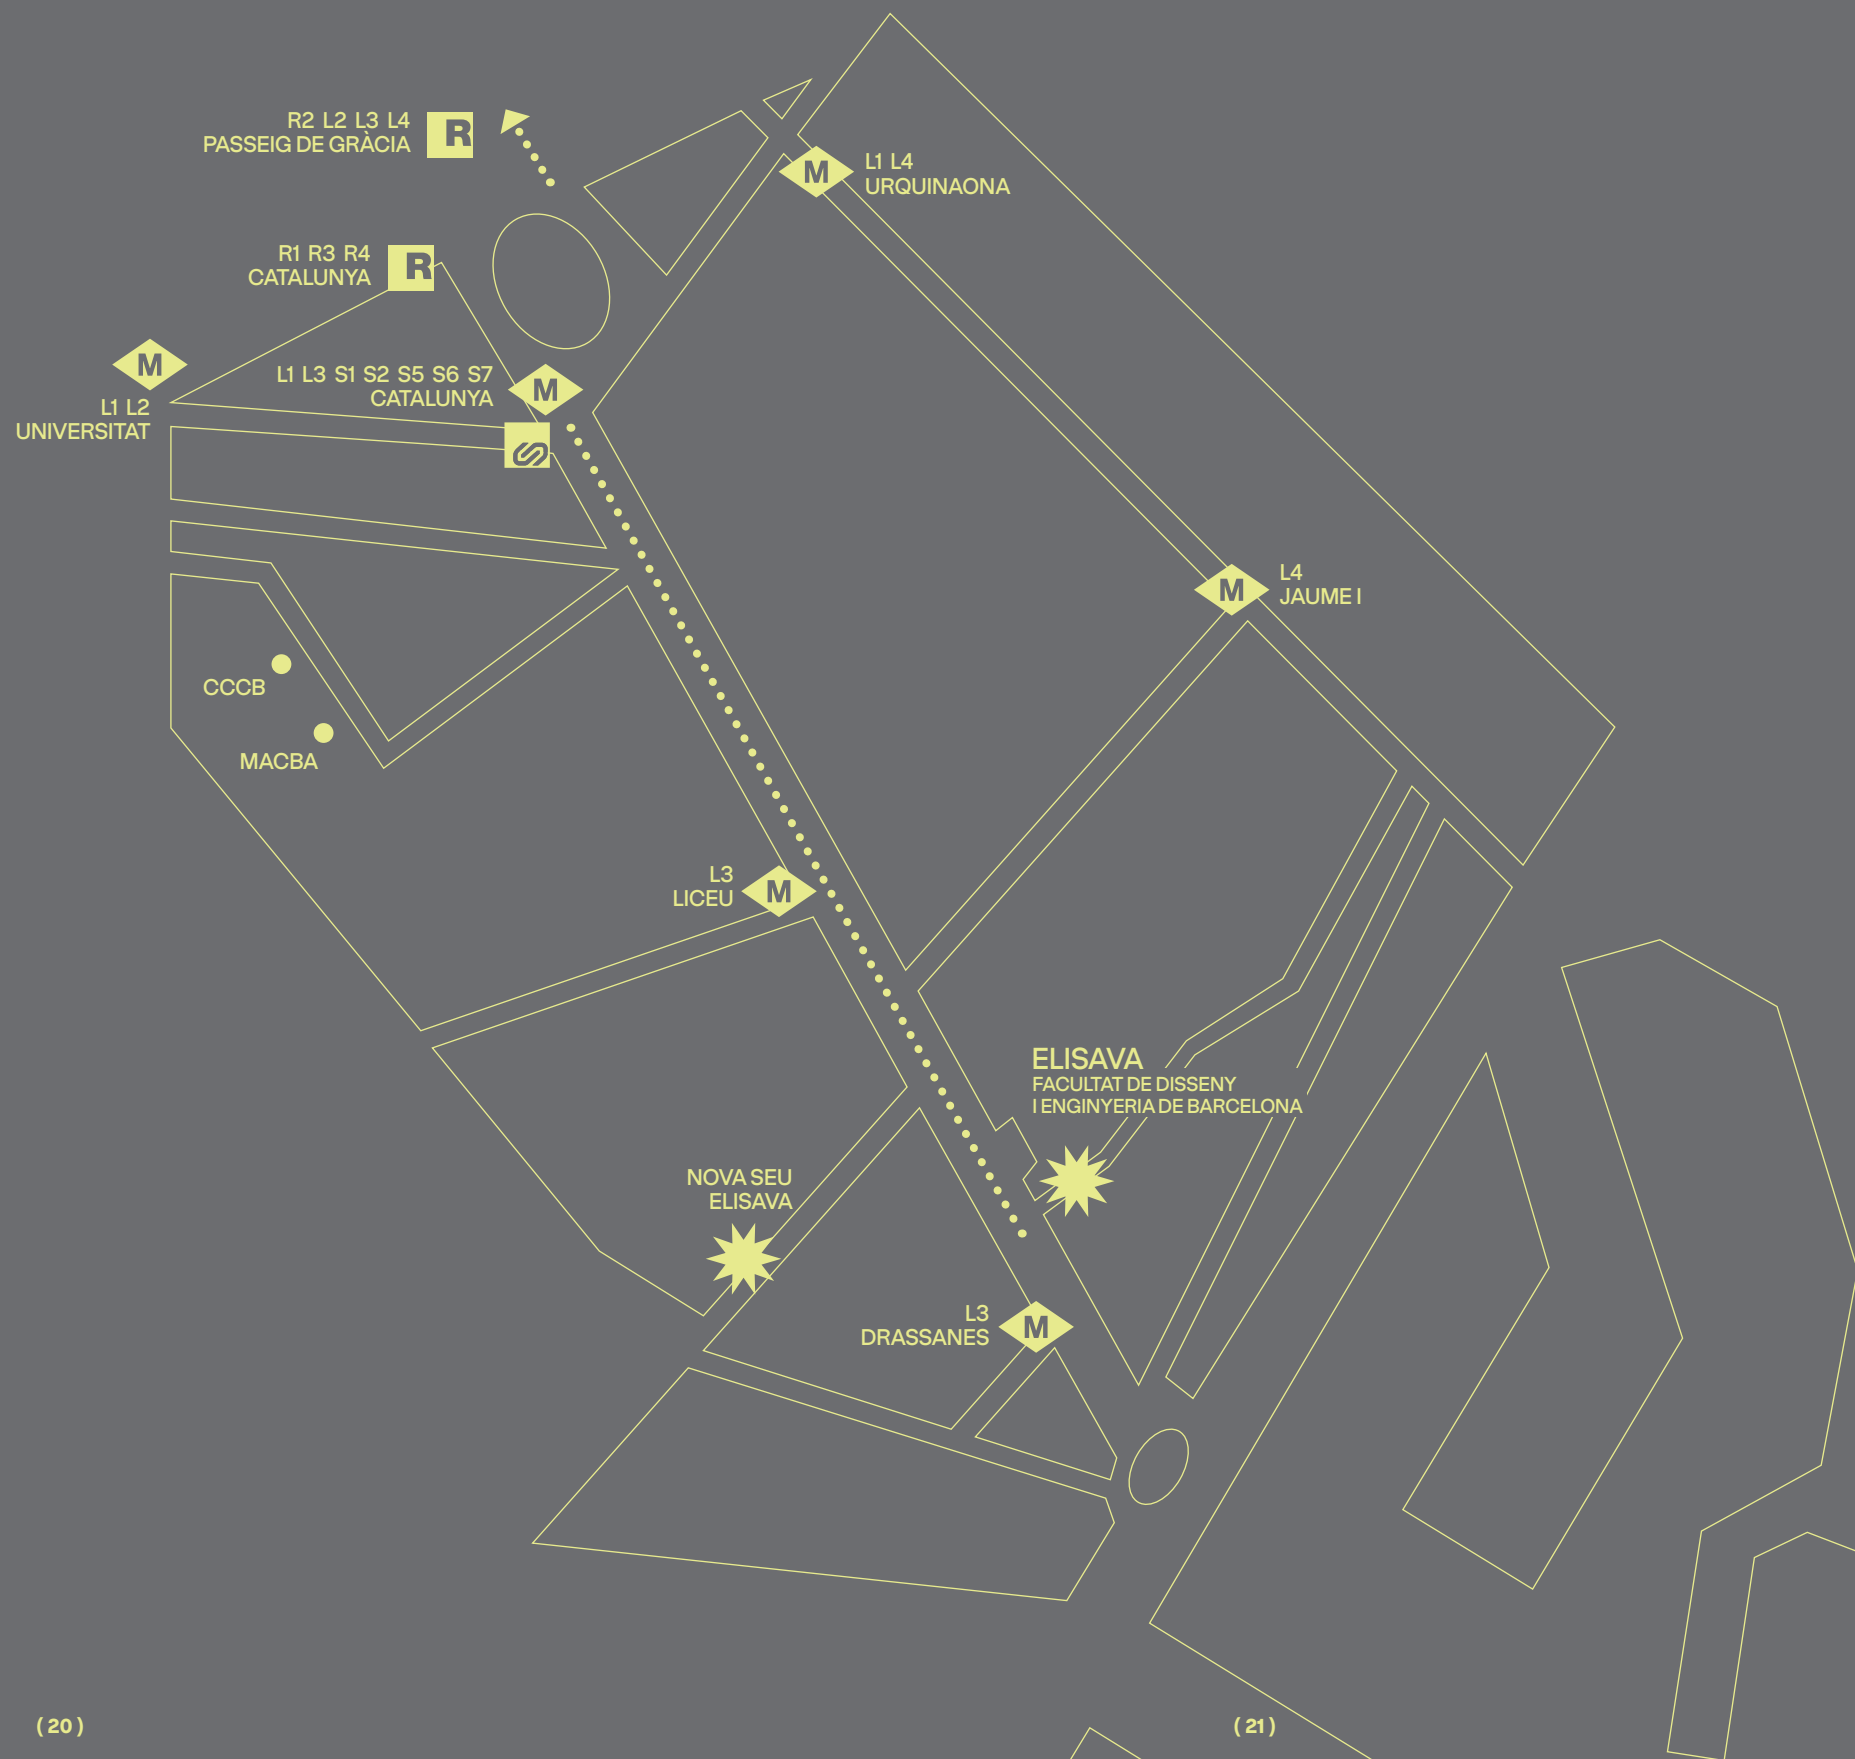 R2 L2 L3 L4
PASSEIG DE GRÀCIA
R
M
L1 L4
URQUINAONA
R1 R3 R4
CATALUNYA
R
M
L1 L2
UNIVERSITAT
L1 L3 S1 S2 S5 S6 S7
CATALUNYA
M
M
L4
JAUME I
CCCB
MACBA
L3
LICEU
M
ELISAVA
FACULTAT DE DISSENY
I ENGINYERIA DE BARCELONA
NOVA SEU
ELISAVA
L3
DRASSANES
M
( 20 )
( 21 )